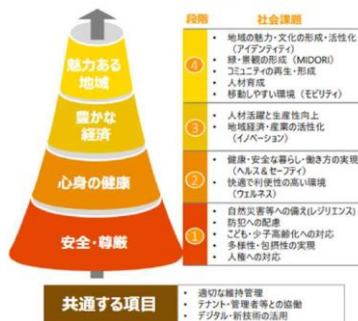 段階
社会課題
魅力ある
地域
④
• 地域の魅力・文化の形成・活性化
(アイデンティティ)
• 緑・景観の形成(MIDORI)
• コミュニティの再生・形成
• 人材育成
• 移動しやすい環境(モビリティ)
豊かな
経済
③
• 人材活躍と生産性向上
• 地域経済・産業の活性化
(イノベーション)
心身の健康
②
• 健康・安全な暮らし・働き方の実現
(ヘルス&セーフティ)
• 快適で利便性の高い環境
(ウェルネス)
安全・尊厳
①
• 自然災害等への備え(レジリエンス)
• 防犯への配慮
• こども・少子高齢化への対応
• 多様性・包摂性の実現
• 人権への対応
共通する項目
• 適切な維持管理
• テナント・管理者等との協働
• デジタル・新技術の活用